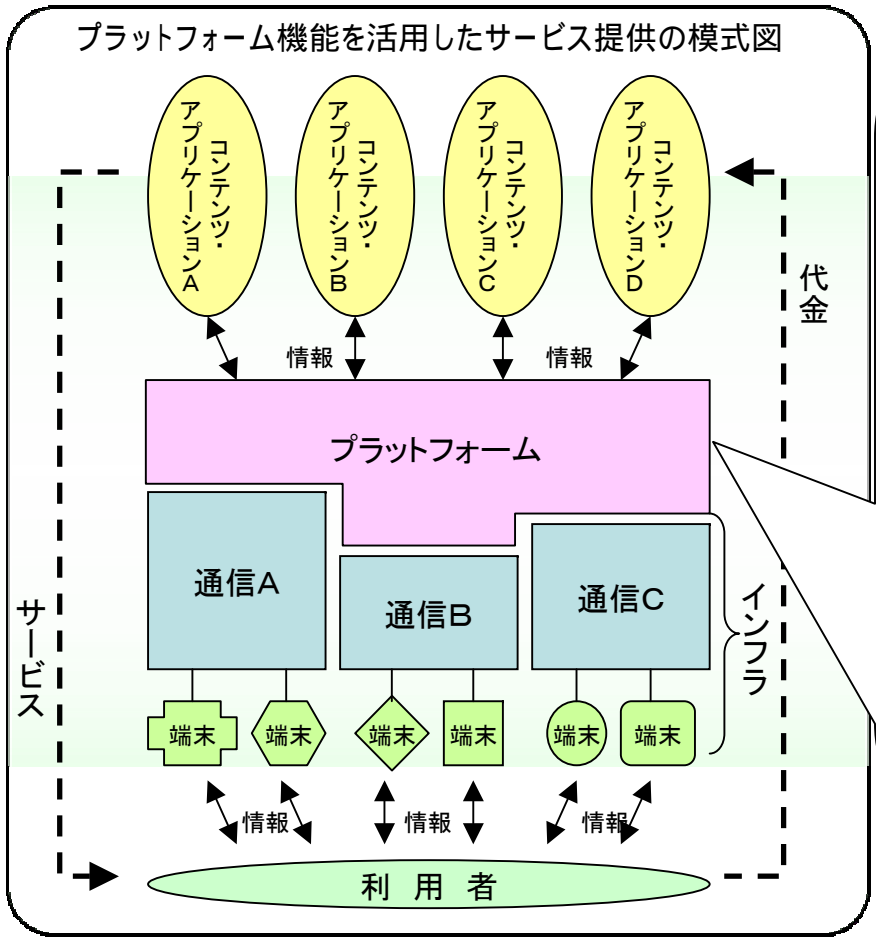 プラットフォーム機能を活用したサービス提供の模式図
コンテンツ・
アプリケーションA
コンテンツ・
アプリケーションB
コンテンツ・
アプリケーションC
コンテンツ・
アプリケーションD
代金
情報
情報
プラットフォーム
通信A
通信B
通信C
インフラ
サービス
端末
端末
端末
端末
端末
端末
情報
情報
情報
利用者